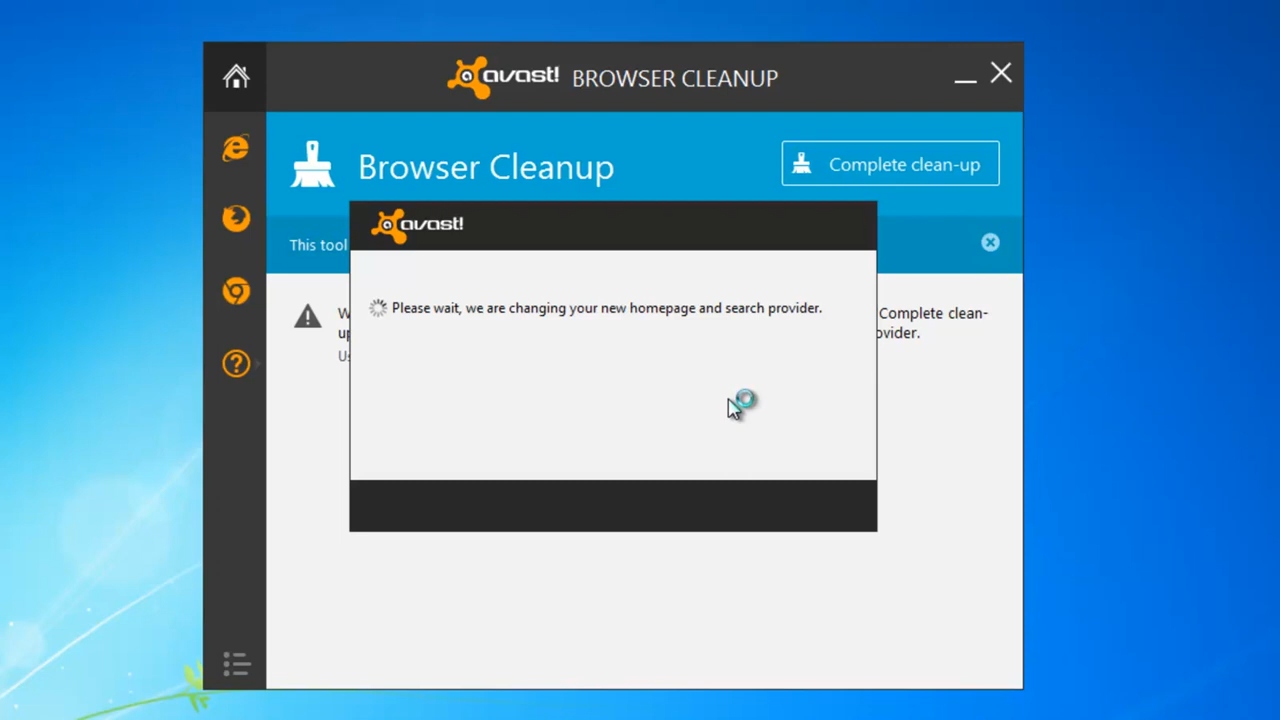 avast! BROWSER CLEANUP
Browser Cleanup
Complete clean-up
avast!
This tool
Please wait, we are changing your new homepage and search provider.
Complete clean-